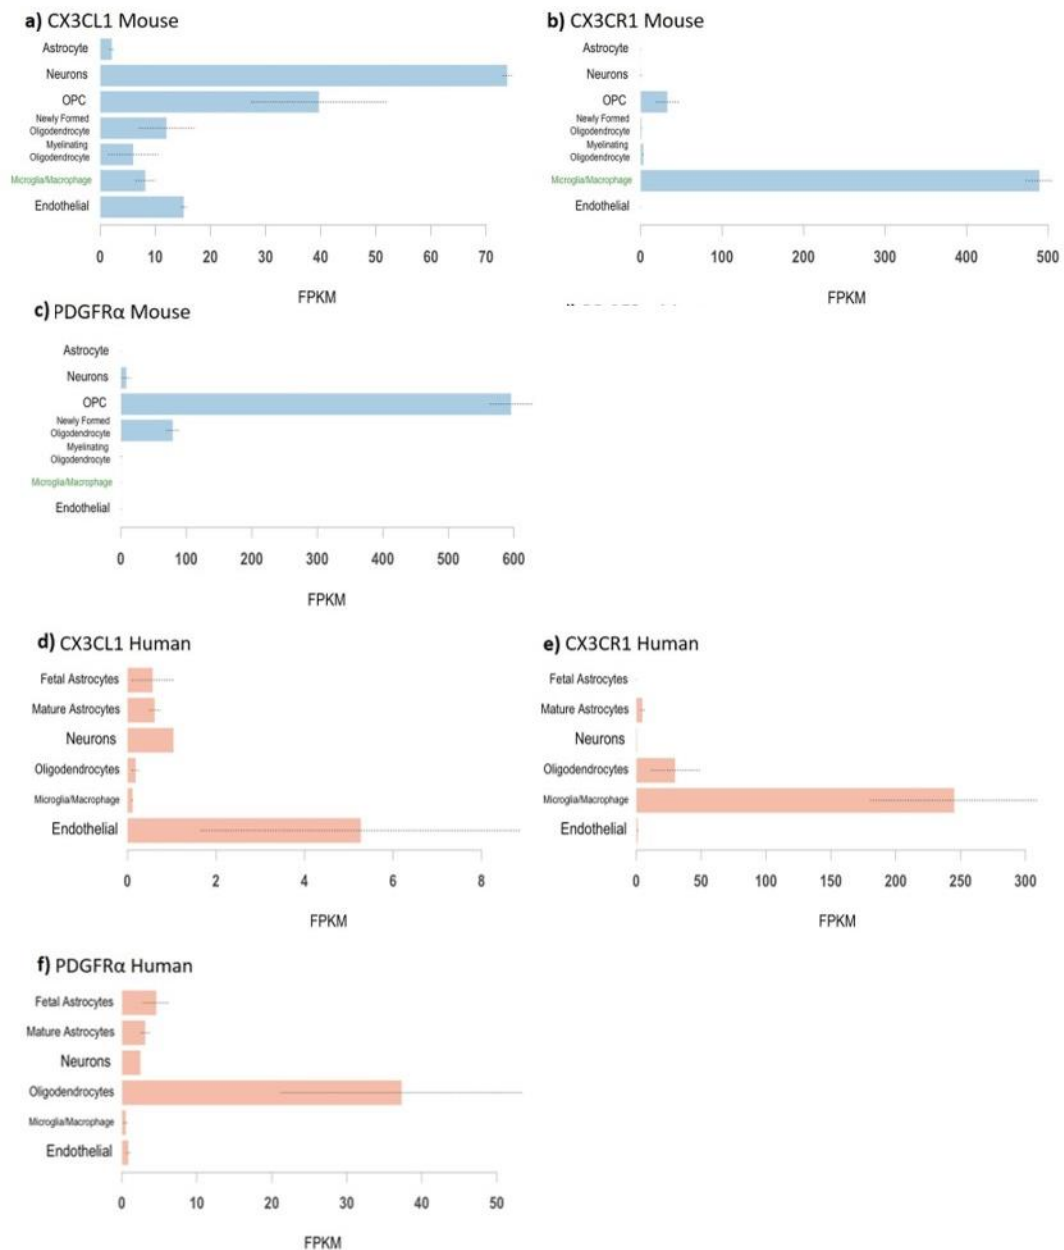 a) CX3CL1 Mouse
Astrocyte
Neurons
OPC
Newly Formed
Oligodendrocyte
Myelinating
Oligodendrocyte
Microglia/Macrophage
Endothelial
0 10 20 30 40 50 60 70
FPKM
b) CX3CR1 Mouse
Astrocyte
Neurons
OPC
Newly Formed
Oligodendrocyte
Myelinating
Oligodendrocyte
Microglia/Macrophage
Endothelial
0 100 200 300 400 500
FPKM
c) PDGFRα Mouse
Astrocyte
Neurons
OPC
Newly Formed
Oligodendrocyte
Myelinating
Oligodendrocyte
Microglia/Macrophage
Endothelial
0 100 200 300 400 500 600
FPKM
d) CX3CL1 Human
Fetal Astrocytes
Mature Astrocytes
Neurons
Oligodendrocytes
Microglia/Macrophage
Endothelial
0 2 4 6 8
FPKM
e) CX3CR1 Human
Fetal Astrocytes
Mature Astrocytes
Neurons
Oligodendrocytes
Microglia/Macrophage
Endothelial
0 50 100 150 200 250 300
FPKM
f) PDGFRα Human
Fetal Astrocytes
Mature Astrocytes
Neurons
Oligodendrocytes
Microglia/Macrophage
Endothelial
0 10 20 30 40 50
FPKM